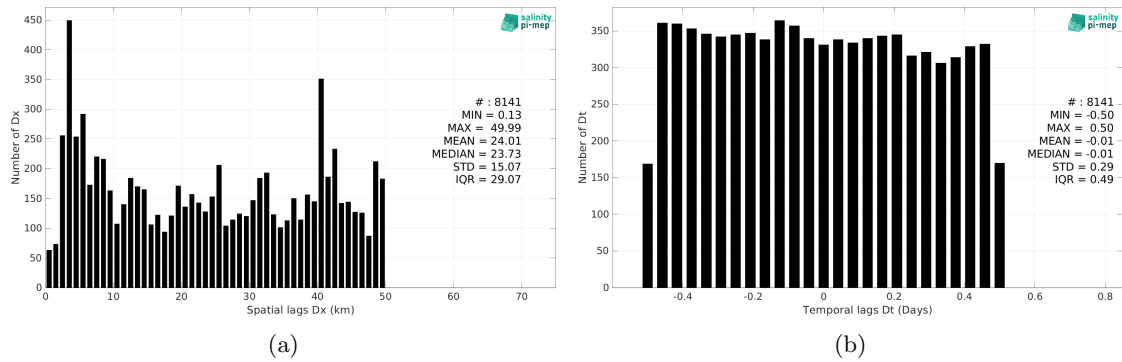 450
400
350
300
250
200
150
100
50
0
Number of Dx
salinity
pi-mep
# : 8141
MIN = 0.13
MAX = 49.99
MEAN = 24.01
MEDIAN = 23.73
STD = 15.07
IQR = 29.07
0 10 20 30 40 50 60 70
Spatial lags Dx (km)
(a)
350
300
250
200
150
100
50
0
Number of Dt
salinity
pi-mep
# : 8141
MIN = -0.50
MAX = 0.50
MEAN = -0.01
MEDIAN = -0.01
STD = 0.29
IQR = 0.49
-0.4 -0.2 0 0.2 0.4 0.6 0.8
Temporal lags Dt (Days)
(b)